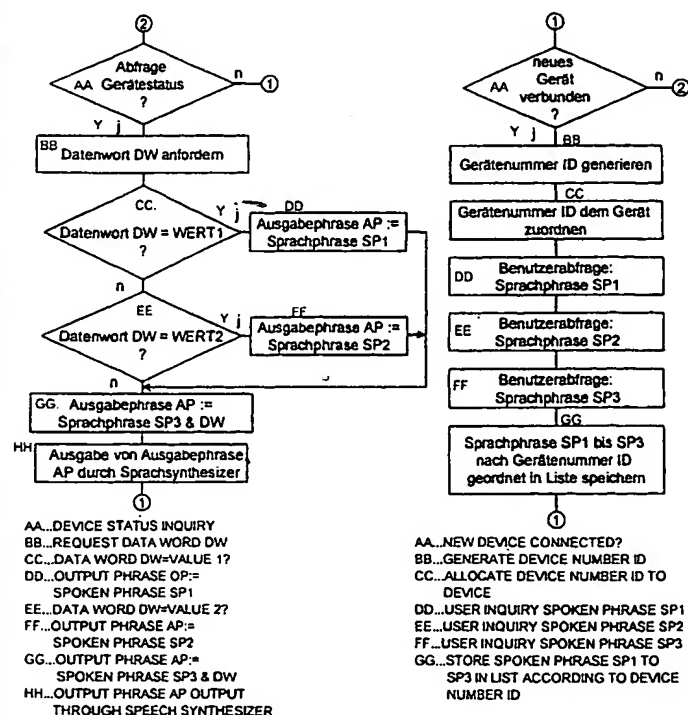 ②
Abfrage
AA Gerätestatus
?
n
①
Y j
BB
Datenwort DW anfordern
CC.
Datenwort DW = WERT1
?
Y j
DD
Ausgabephrase AP :=
Sprachphrase SP1
n
EE
Datenwort DW = WERT2
?
Y j
FF
Ausgabephrase AP :=
Sprachphrase SP2
n
GG. Ausgabephrase AP :=
Sprachphrase SP3 & DW
HH
Ausgabe von Ausgabephrase
AP durch Sprachsynthesizer
①
AA...DEVICE STATUS INQUIRY
BB...REQUEST DATA WORD DW
CC...DATA WORD DW=VALUE 1?
DD...OUTPUT PHRASE OP:=
SPOKEN PHRASE SP1
EE...DATA WORD DW=VALUE 2?
FF...OUTPUT PHRASE AP:=
SPOKEN PHRASE SP2
GG...OUTPUT PHRASE AP:=
SPOKEN PHRASE SP3 & DW
HH...OUTPUT PHRASE AP OUTPUT
THROUGH SPEECH SYNTHESIZER
①
neues
AA Gerät
verbunden
?
n
②
Y j
BB
Gerätenummer ID generieren
CC
Gerätenummer ID dem Gerät
zuordnen
DD
Benutzerabfrage:
Sprachphrase SP1
EE
Benutzerabfrage:
Sprachphrase SP2
FF
Benutzerabfrage:
Sprachphrase SP3
GG
Sprachphrase SP1 bis SP3
nach Gerätenummer ID
geordnet in Liste speichern
①
AA...NEW DEVICE CONNECTED?
BB...GENERATE DEVICE NUMBER ID
CC...ALLOCATE DEVICE NUMBER ID TO
DEVICE
DD...USER INQUIRY SPOKEN PHRASE SP1
EE...USER INQUIRY SPOKEN PHRASE SP2
FF...USER INQUIRY SPOKEN PHRASE SP3
GG...STORE SPOKEN PHRASE SP1 TO
SP3 IN LIST ACCORDING TO DEVICE
NUMBER ID